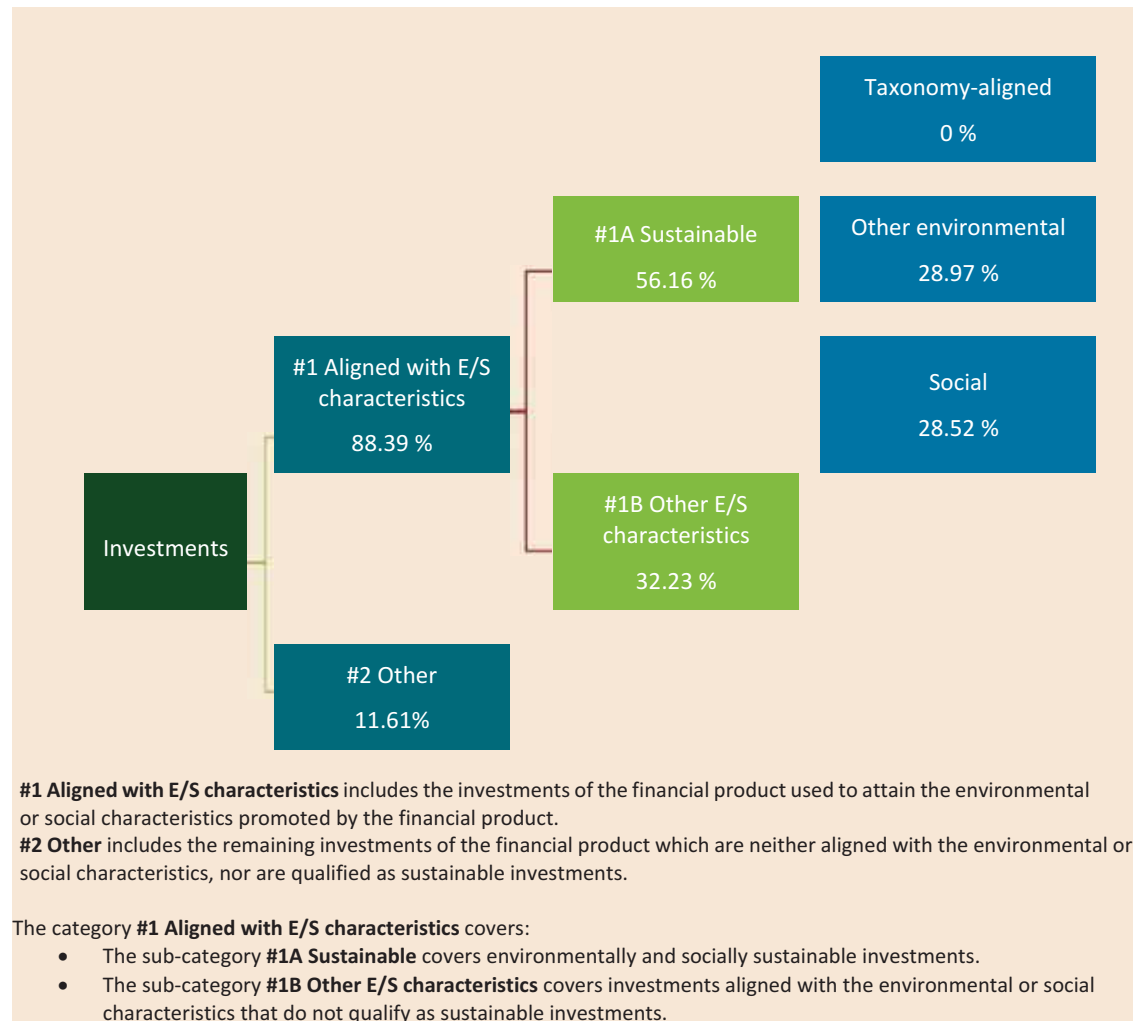 Taxonomy-aligned
0 %
#1A Sustainable
56.16 %
Other environmental
28.97 %
#1 Aligned with E/S
characteristics
88.39 %
Social
28.52 %
Investments
#1B Other E/S
characteristics
32.23 %
#2 Other
11.61%
#1 Aligned with E/S characteristics includes the investments of the financial product used to attain the environmental
or social characteristics promoted by the financial product.
#2 Other includes the remaining investments of the financial product which are neither aligned with the environmental or
social characteristics, nor are qualified as sustainable investments.
The category #1 Aligned with E/S characteristics covers:
• The sub-category #1A Sustainable covers environmentally and socially sustainable investments.
• The sub-category #1B Other E/S characteristics covers investments aligned with the environmental or social
characteristics that do not qualify as sustainable investments.